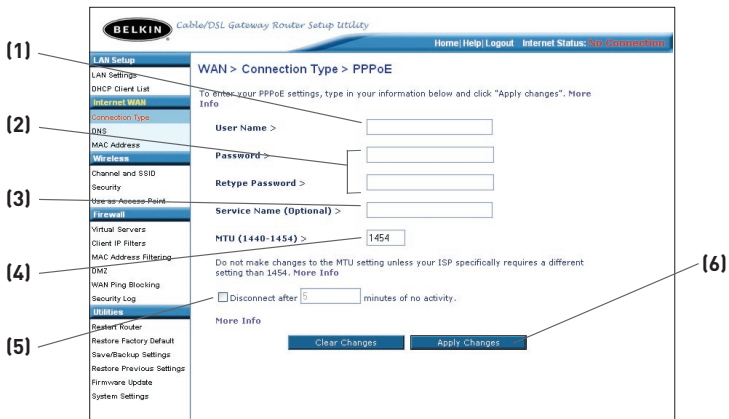 BELKIN
Cable/DSL Gateway Router Setup Utility
Home|Help|Logout Internet Status: No Connection
(1)
(2)
(3)
(4)
(5)
(6)
LAN Setup
LAN Settings
DHCP Client List
Internet WAN
Connection Type
DNS
MAC Address
Wireless
Channel and SSID
Security
Use as Access Point
Firewall
Virtual Servers
Client IP Filters
MAC Address Filtering
DMZ
WAN Ping Blocking
Security Log
Utilities
Restart Router
Restore Factory Default
Save/Backup Settings
Restore Previous Settings
Firmware Update
System Settings
WAN > Connection Type > PPPoE
To enter your PPPoE settings, type in your information below and click "Apply changes". More
Info
User Name >
Password >
Retype Password >
Service Name (Optional) >
MTU (1440-1454) > 1454
Do not make changes to the MTU setting unless your ISP specifically requires a different
setting than 1454. More Info
Disconnect after 5 minutes of no activity.
More Info
Clear Changes Apply Changes